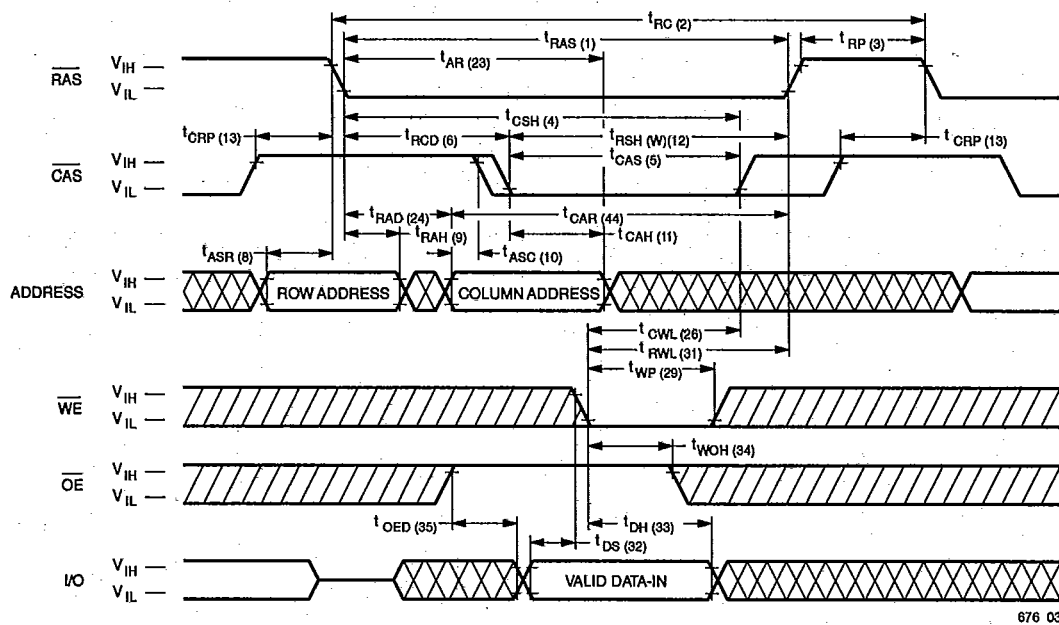 tRC (2)
tRAS (1)
tRP (3)
tAR (23)
RAS
VIH
VIL
tCSH (4)
tCRP (13)
tRCD (6)
tRSH (W)(12)
tCRP (13)
tCAS (5)
CAS
VIH
VIL
tRAD (24)
tCAR (44)
tRAH (9)
tCAH (11)
tASR (8)
tASC (10)
ADDRESS
VIH
VIL
ROW ADDRESS
COLUMN ADDRESS
tCWL (26)
tRWL (31)
tWP (29)
WE
VIH
VIL
tWOH (34)
OE
VIH
VIL
tOED (35)
tDH (33)
tDS (32)
I/O
VIH
VIL
VALID DATA-IN
676 03